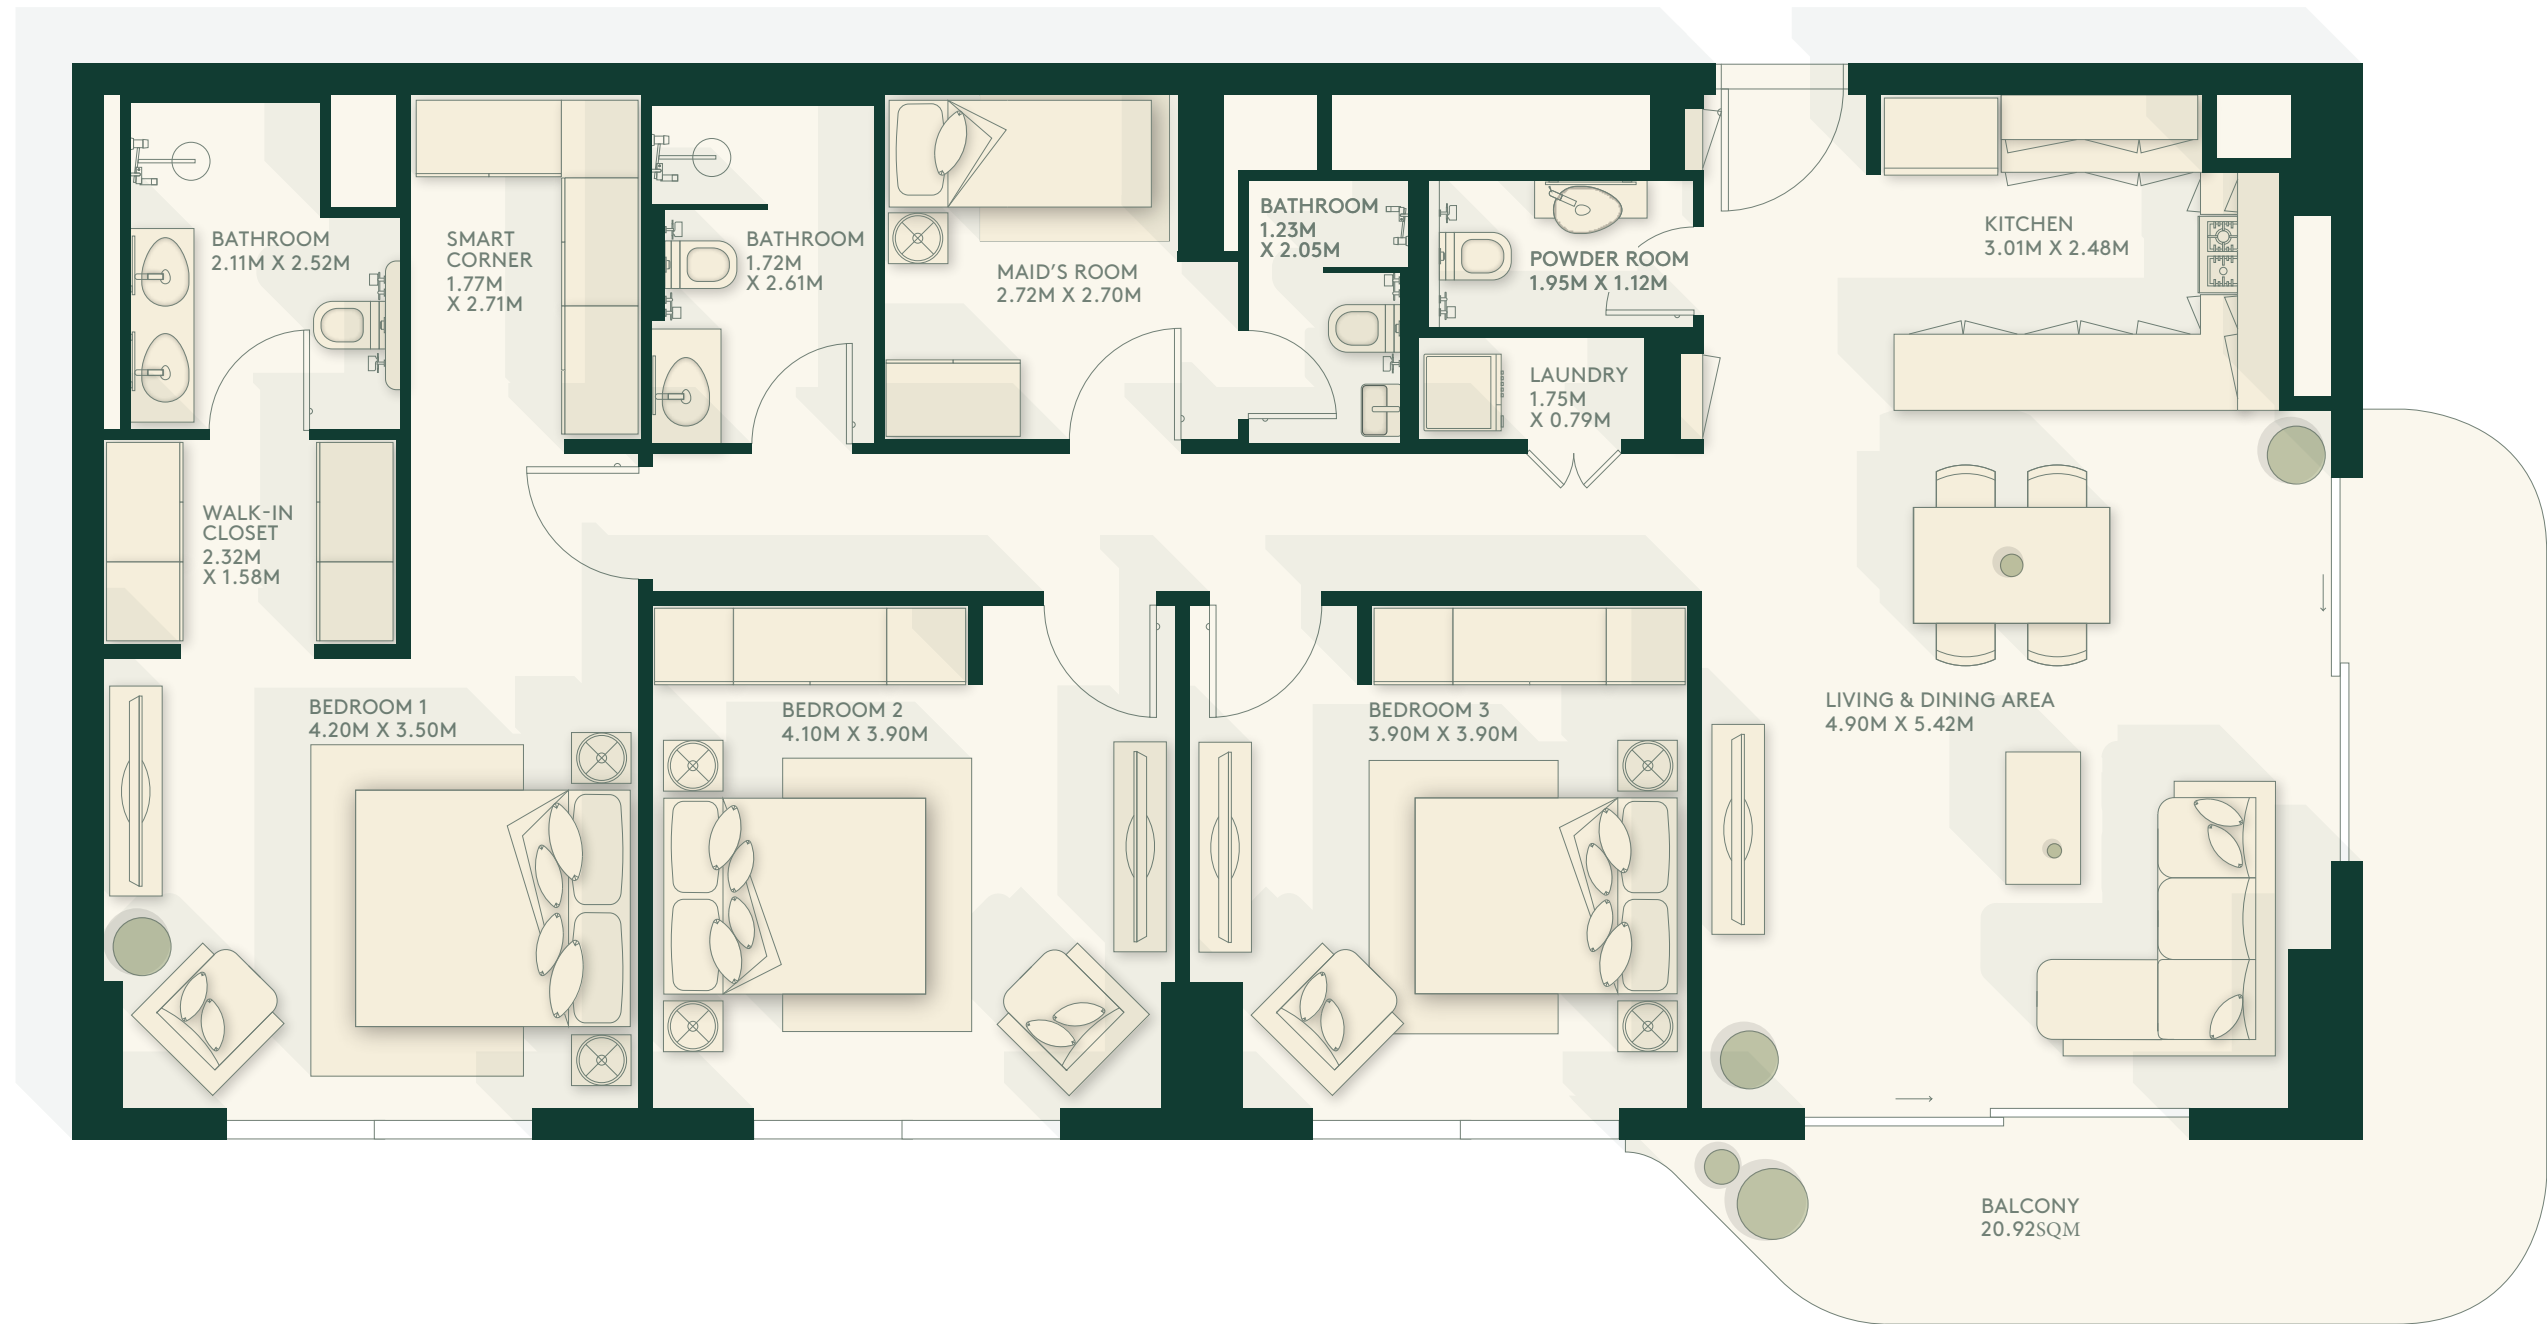 BATHROOM
2.11M X 2.52M
SMART
CORNER
1.77M
X 2.71M
BATHROOM
1.72M
X 2.61M
MAID'S ROOM
2.72M X 2.70M
BATHROOM
1.23M
X 2.05M
POWDER ROOM
1.95M X 1.12M
KITCHEN
3.01M X 2.48M
LAUNDRY
1.75M
X 0.79M
WALK-IN
CLOSET
2.32M
X 1.58M
BEDROOM 1
4.20M X 3.50M
BEDROOM 2
4.10M X 3.90M
BEDROOM 3
3.90M X 3.90M
LIVING & DINING AREA
4.90M X 5.42M
BALCONY
20.92SQM